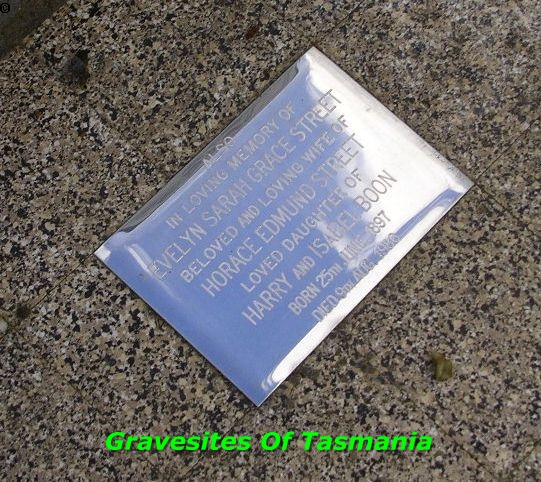 ©
ALSO
IN LOVING MEMORY OF
EVELYN SARAH GRACE STREET
BELOVED AND LOVING WIFE OF
HORACE EDMUND STREET
LOVED DAUGHTER OF
HARRY AND ISABEL BOON
BORN 25TH JUNE 1897
DIED
Gravesites Of Tasmania